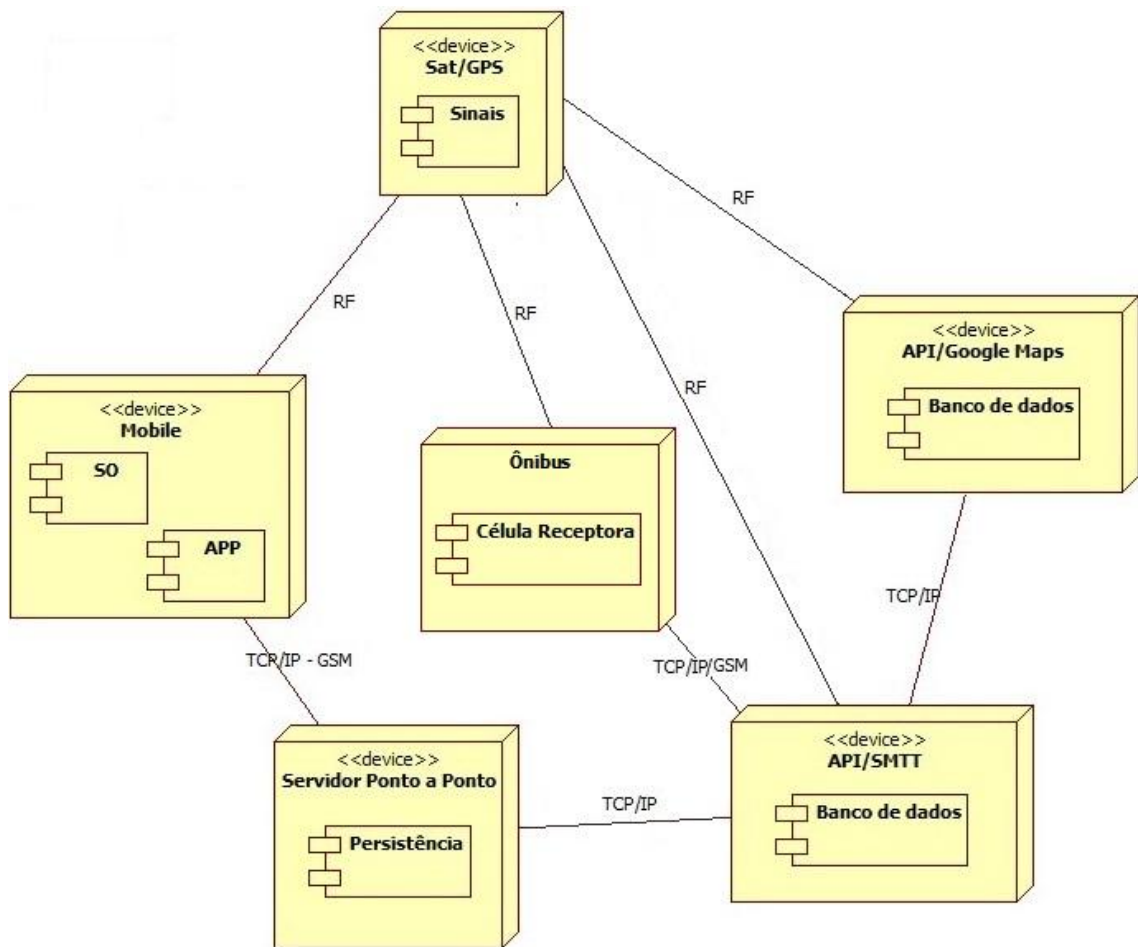 <<device>>
Sat/GPS
Sinais
RF
RF
RF
RF
<<device>>
API/Google Maps
Banco de dados
<<device>>
Mobile
SO
APP
Ônibus
Célula Receptora
TCP/IP
TCP/IP - GSM
TCP/IP/GSM
<<device>>
Servidor Ponto a Ponto
Persistência
TCP/IP
<<device>>
API/SMTT
Banco de dados